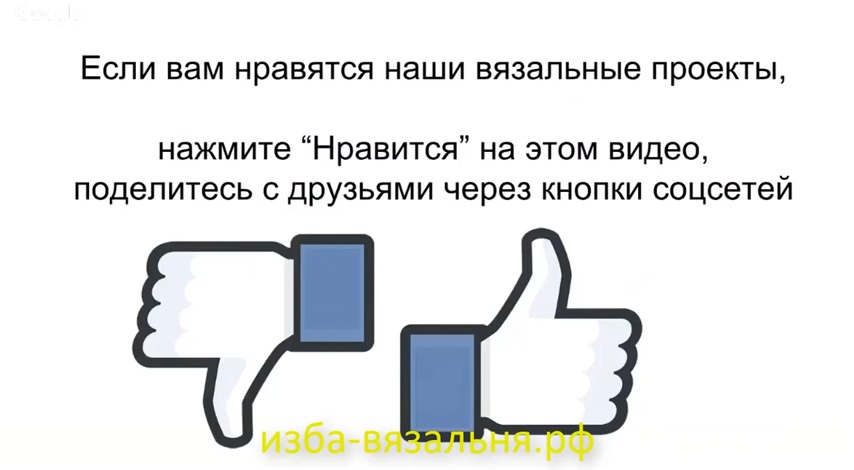 Google
Если вам нравятся наши вязальные проекты,
нажмите “Нравится” на этом видео,
поделитесь с друзьями через кнопки соцсетей
изба-вязальня.рф